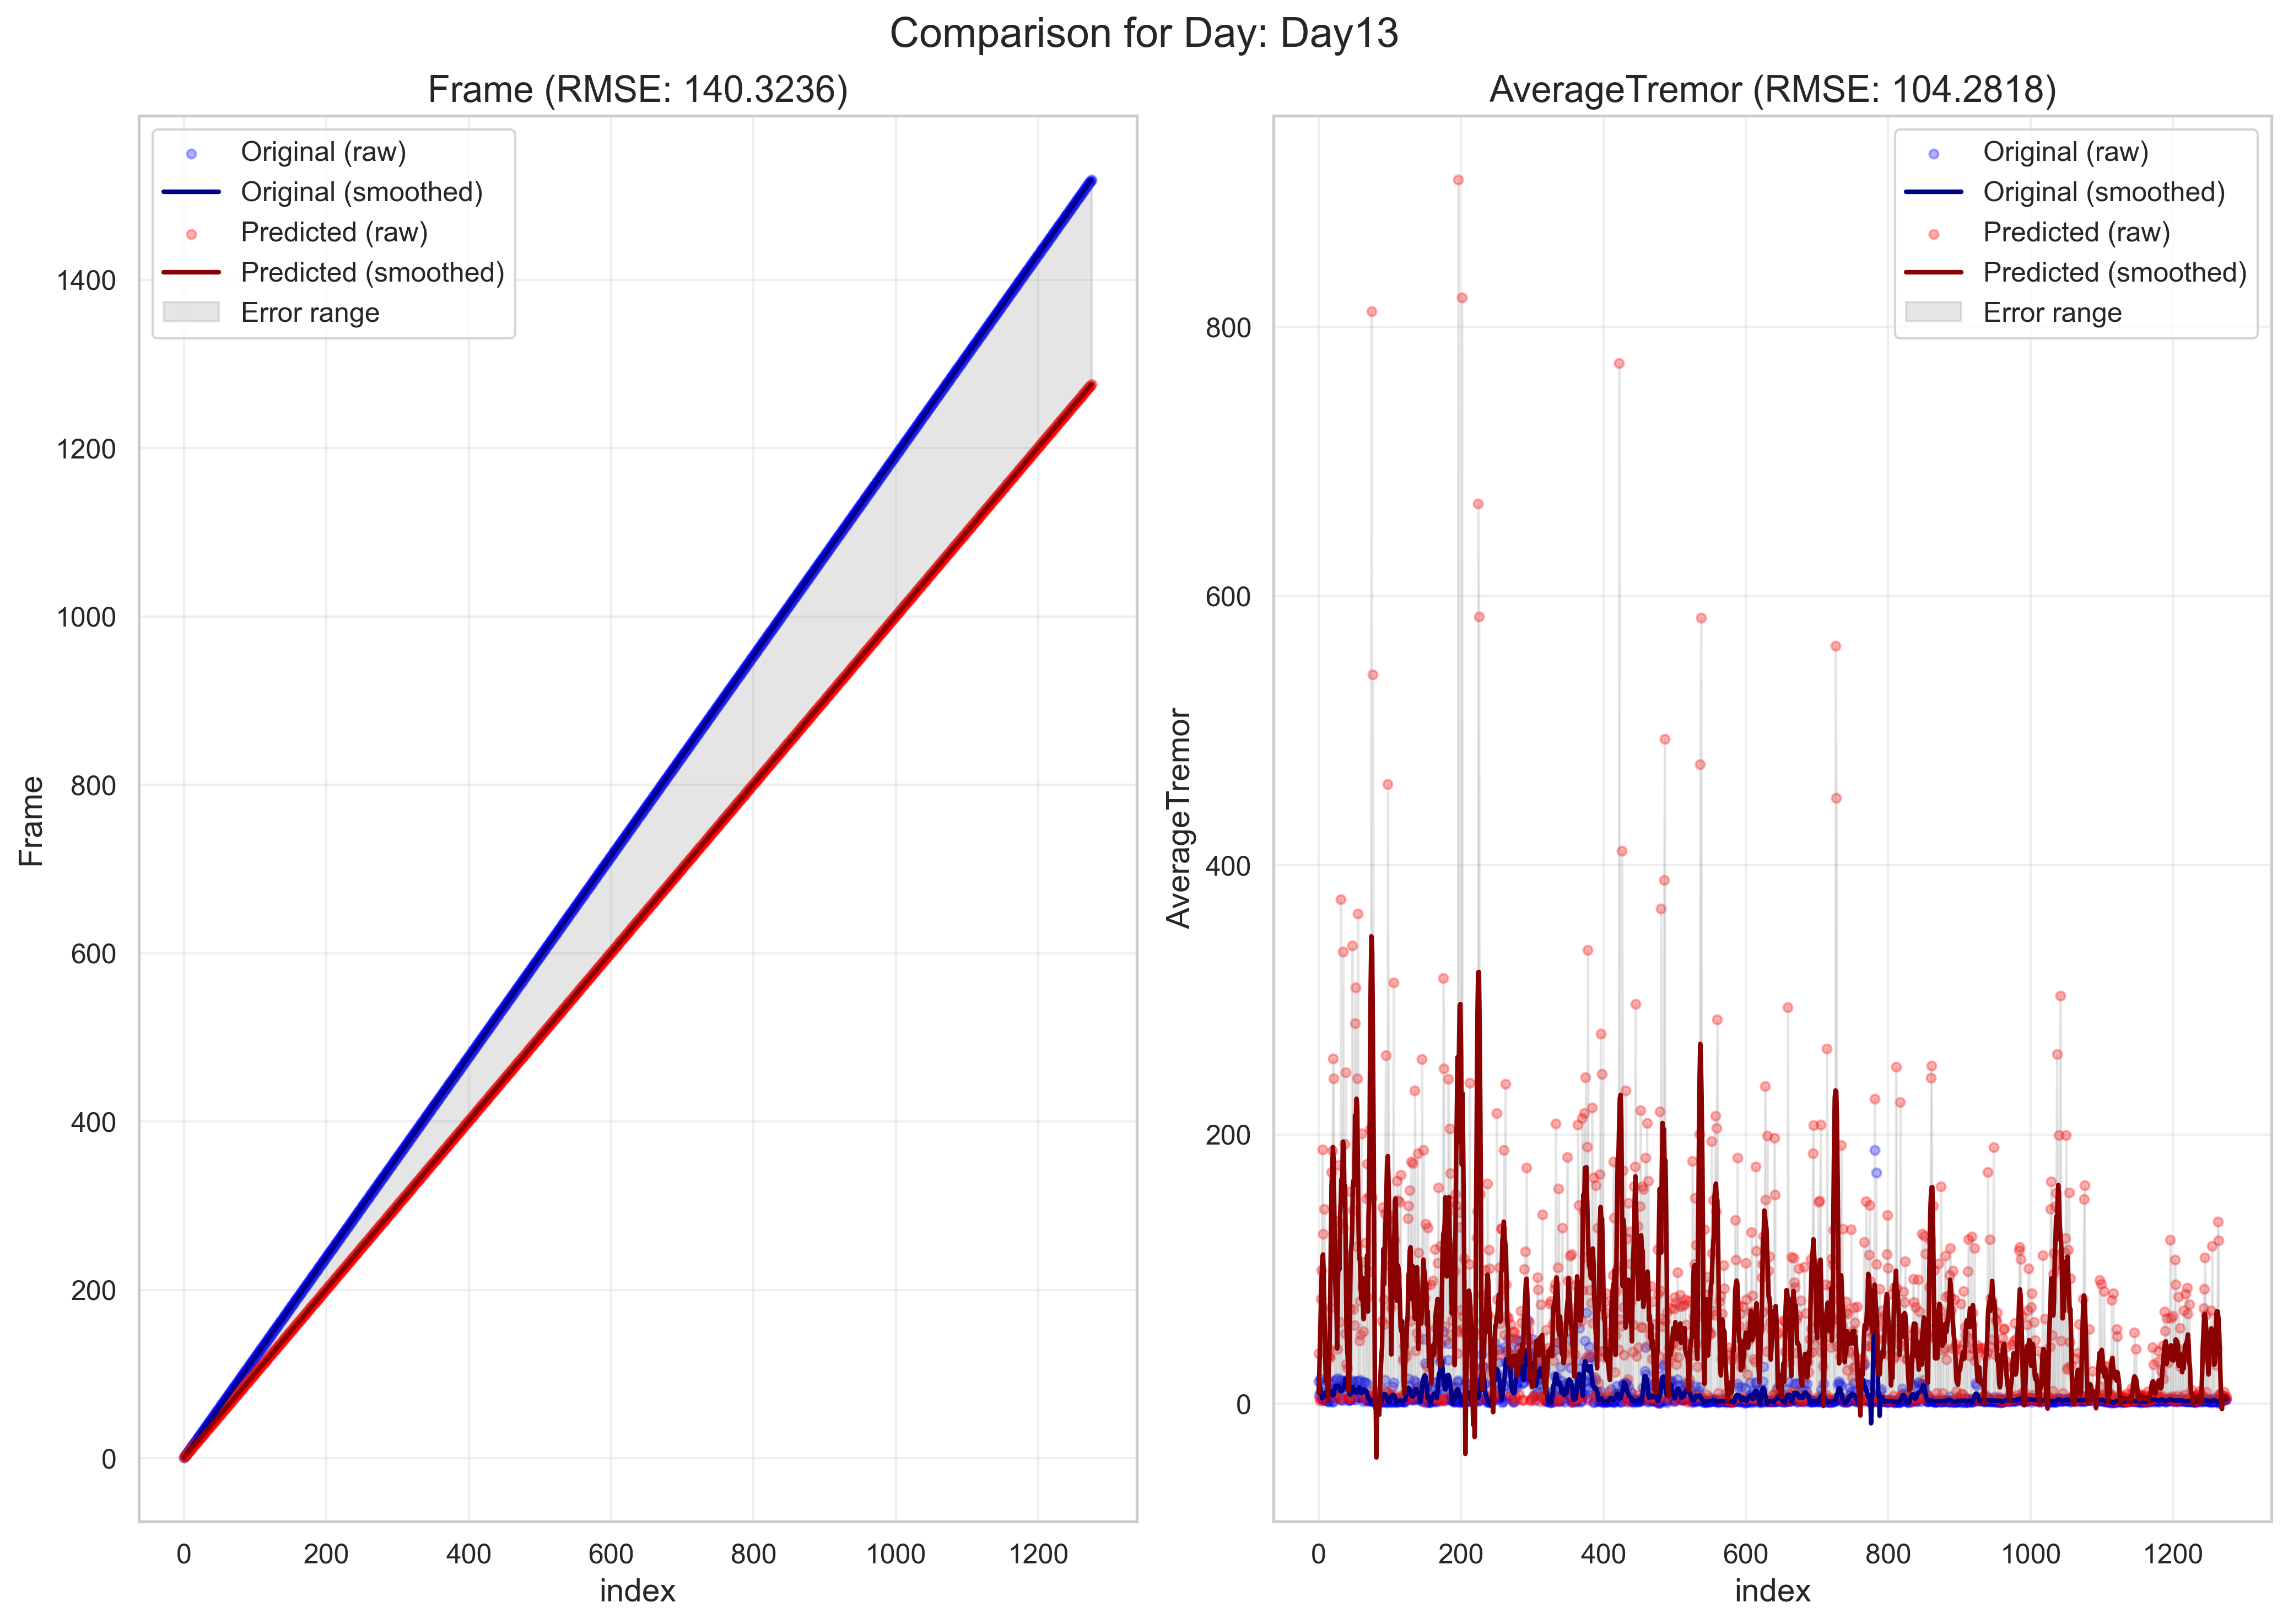 Comparison for Day: Day13
Frame (RMSE: 140.3236)
Original (raw)
Original (smoothed)
Predicted (raw)
Predicted (smoothed)
Error range
1400
1200
1000
800
600
400
200
0
Frame
0 200 400 600 800 1000 1200
index
AverageTremor (RMSE: 104.2818)
Original (raw)
Original (smoothed)
Predicted (raw)
Predicted (smoothed)
Error range
800
600
400
200
0
AverageTremor
0 200 400 600 800 1000 1200
index